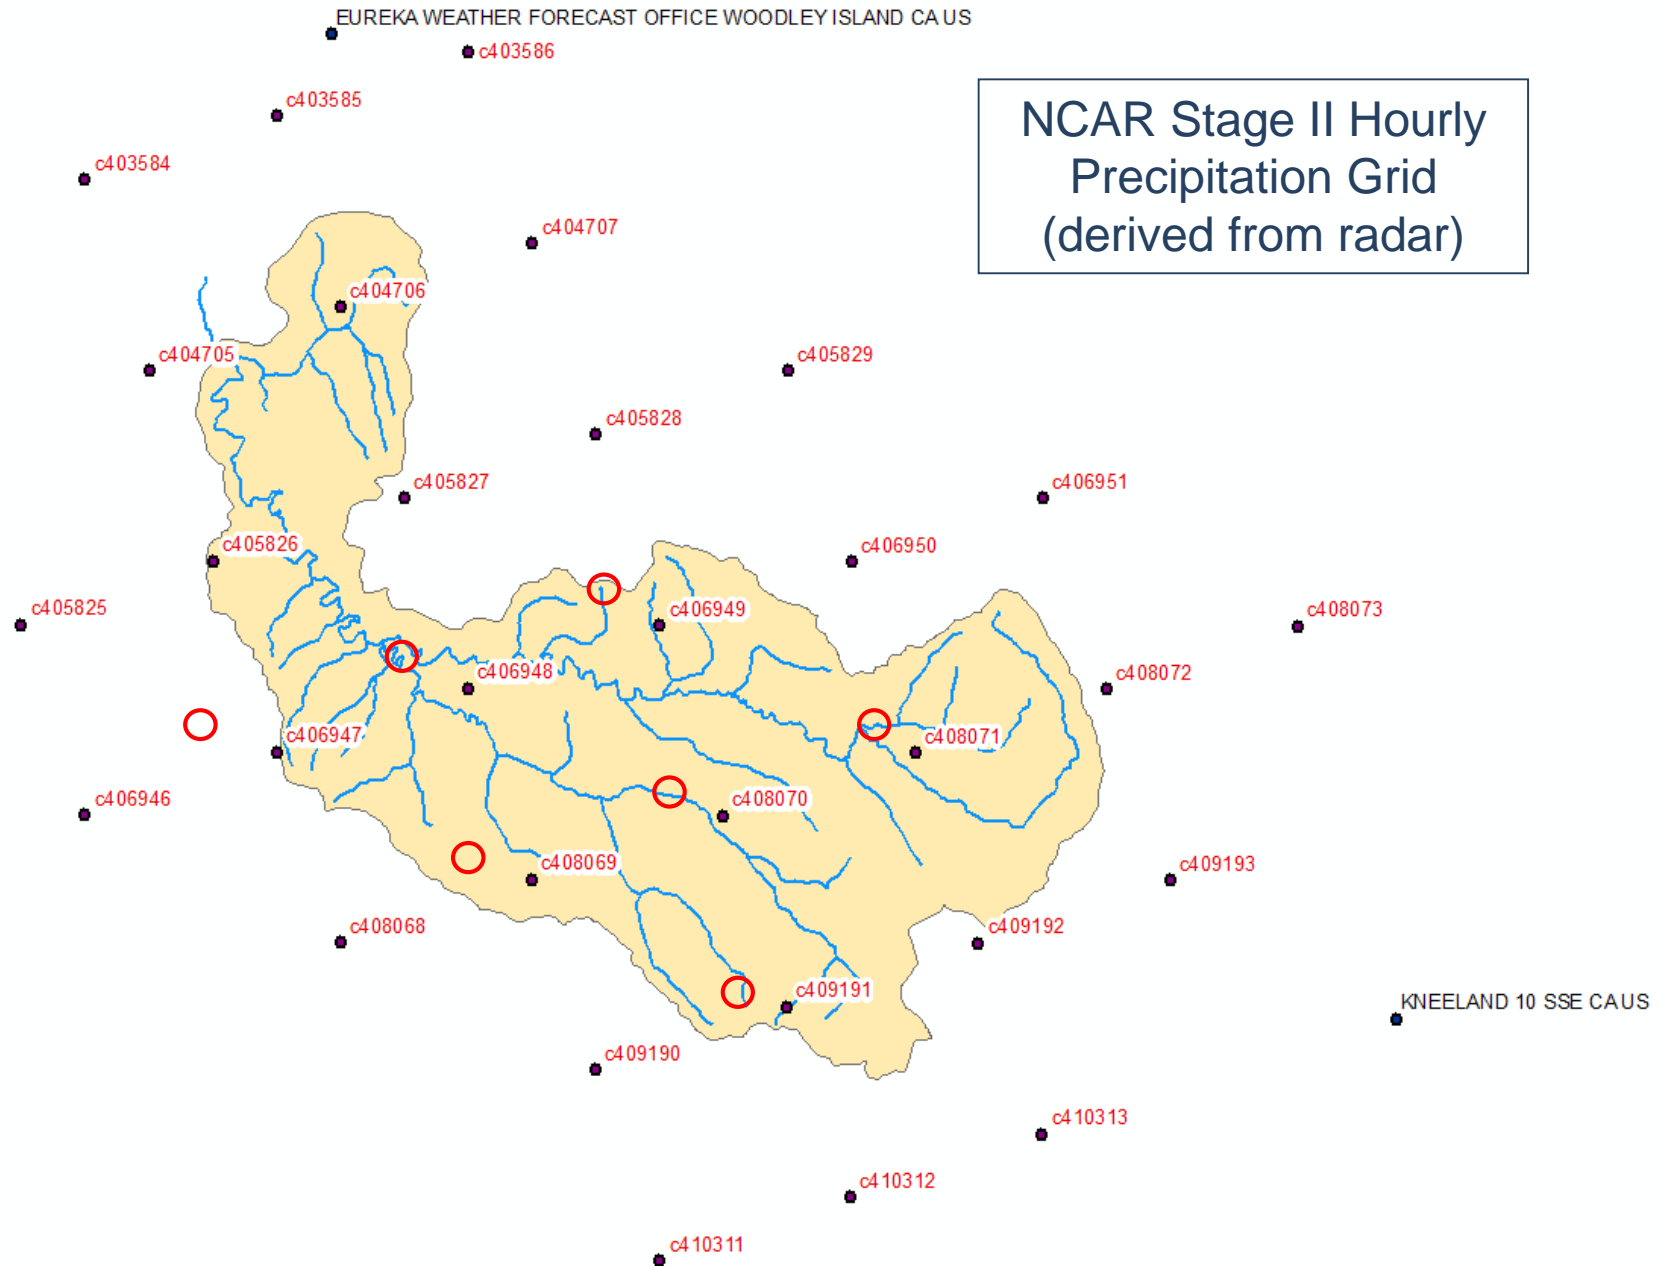 EUREKA WEATHER FORECAST OFFICE WOODLEY ISLAND CA US
c403586
NCAR Stage II Hourly
Precipitation Grid
(derived from radar)
c403585
c403584
c404707
c404706
c404705
c405829
c405828
c405827
c406951
c405826
c406950
c405825
c406949
c408073
c406948
c408072
c406947
c408071
c406946
c408070
c408069
c409193
c408068
c409192
c409191
KNEELAND 10 SSE CA US
c409190
c410313
c410312
c410311